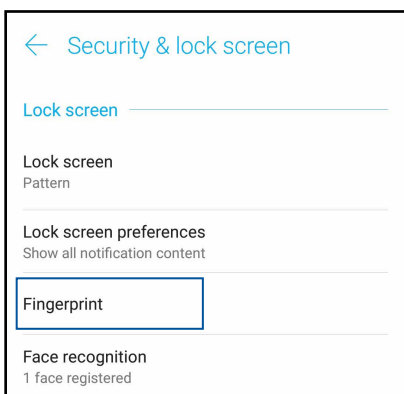 Security & lock screen
Lock screen
Lock screen
Pattern
Lock screen preferences
Show all notification content
Fingerprint
Face recognition
1 face registered